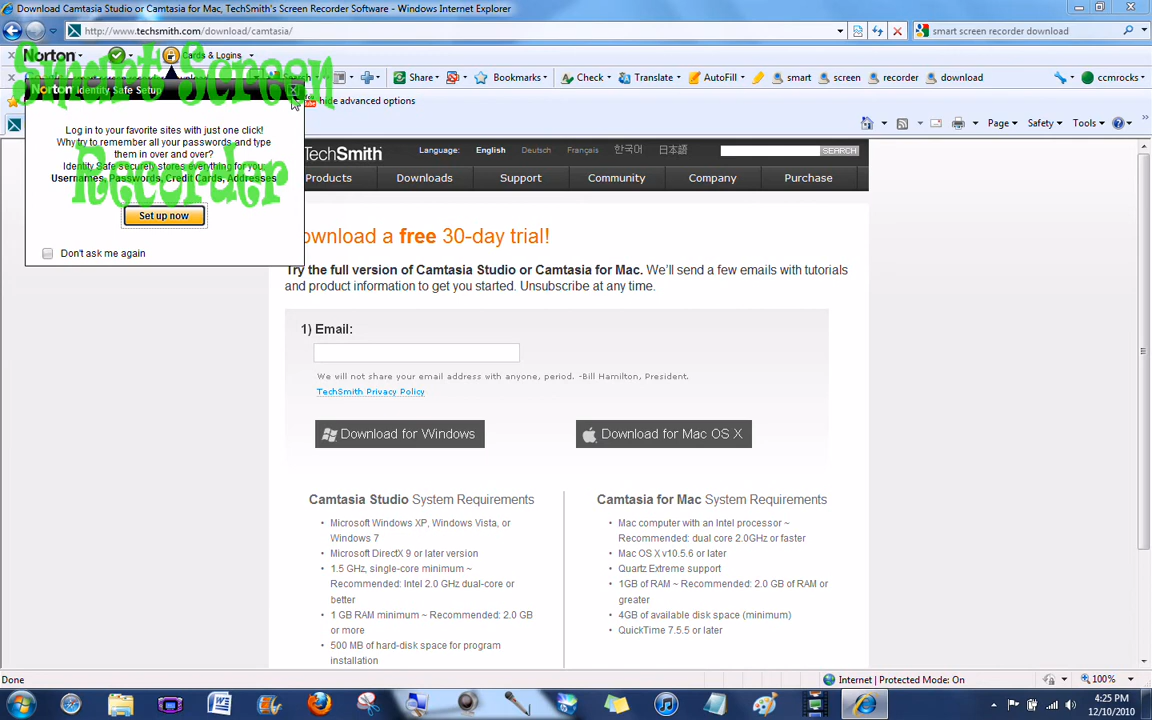 Download Camtasia Studio or Camtasia for Mac, TechSmith's Screen Recorder Software - Windows Internet Explorer
http://www.techsmith.com/download/camtasia/
smart screen recorder download
Norton
Cards & Logins
Smart Screen
Recorder
Share
Bookmarks
Check
Translate
AutoFill
smart
screen
recorder
download
ccmrocks
Norton Identity Safe Setup
hide advanced options
Page
Safety
Tools
Log in to your favorite sites with just one click!
Why try to remember all your passwords and type
them in over and over?
Identity Safe securely stores everything for you:
Usernames, Passwords, Credit Cards, Addresses
Set up now
Don't ask me again
TechSmith
Language:
English
Deutsch
Français
한국어
日本語
SEARCH
Products
Downloads
Support
Community
Company
Purchase
ownload a free 30-day trial!
Try the full version of Camtasia Studio or Camtasia for Mac. We'll send a few emails with tutorials
and product information to get you started. Unsubscribe at any time.
1) Email:
We will not share your email address with anyone, period. -Bill Hamilton, President.
TechSmith Privacy Policy
Download for Windows
Download for Mac OS X
Camtasia Studio System Requirements
• Microsoft Windows XP, Windows Vista, or
Windows 7
• Microsoft DirectX 9 or later version
• 1.5 GHz, single-core minimum ~
Recommended: Intel 2.0 GHz dual-core or
better
• 1 GB RAM minimum ~ Recommended: 2.0 GB
or more
• 500 MB of hard-disk space for program
installation
Camtasia for Mac System Requirements
• Mac computer with an Intel processor ~
Recommended: dual core 2.0GHz or faster
• Mac OS X v10.5.6 or later
• Quartz Extreme support
• 1GB of RAM ~ Recommended: 2.0 GB of RAM or
greater
• 4GB of available disk space (minimum)
• QuickTime 7.5.5 or later
Done
Internet | Protected Mode: On
100%
4:25 PM
12/10/2010